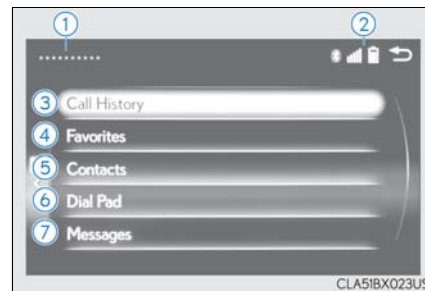 1 2
..........
3 Call History
4 Favorites
5 Contacts
6 Dial Pad
7 Messages
CLA51BX023US